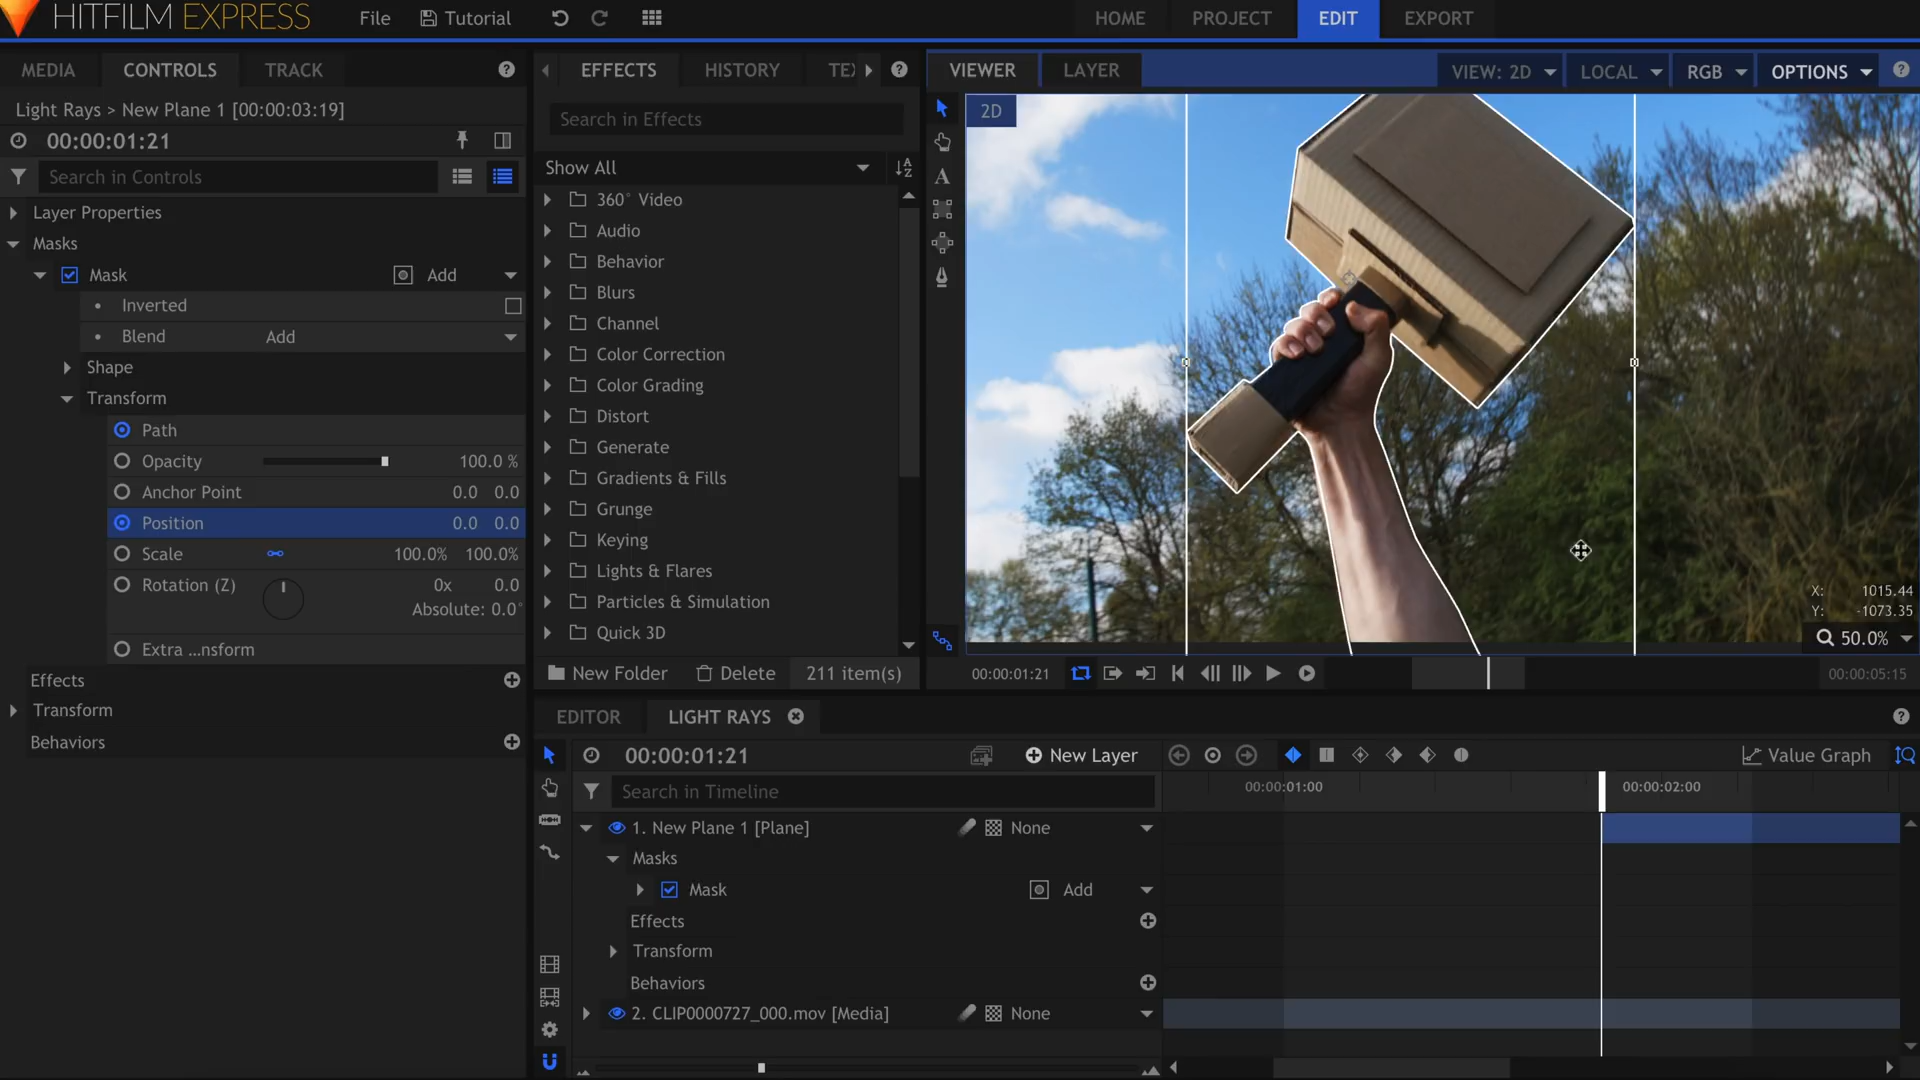 HITFILM EXPRESS
File
Tutorial
HOME
PROJECT
EDIT
EXPORT
MEDIA
CONTROLS
TRACK
Light Rays > New Plane 1 [00:00:03:19]
00:00:01:21
Search in Controls
Layer Properties
Masks
Mask
Add
Inverted
Blend
Add
Shape
Transform
Path
Opacity
100.0 %
Anchor Point
0.0 0.0
Position
0.0 0.0
Scale
100.0% 100.0%
Rotation (Z)
0x 0.0
Absolute: 0.0°
Extra ...nsform
Effects
Transform
Behaviors
EFFECTS
HISTORY
Search in Effects
Show All
360° Video
Audio
Behavior
Blurs
Channel
Color Correction
Color Grading
Distort
Generate
Gradients & Fills
Grunge
Keying
Lights & Flares
Particles & Simulation
Quick 3D
New Folder
Delete
211 item(s)
VIEWER
LAYER
VIEW: 2D
LOCAL
RGB
OPTIONS
2D
A
X: 1015.44
Y: -1073.35
50.0%
00:00:01:21
00:00:05:15
EDITOR
LIGHT RAYS
00:00:01:21
New Layer
Value Graph
Search in Timeline
00:00:01:00
00:00:02:00
1. New Plane 1 [Plane]
None
Masks
Mask
Add
Effects
Transform
Behaviors
2. CLIP0000727_000.mov [Media]
None